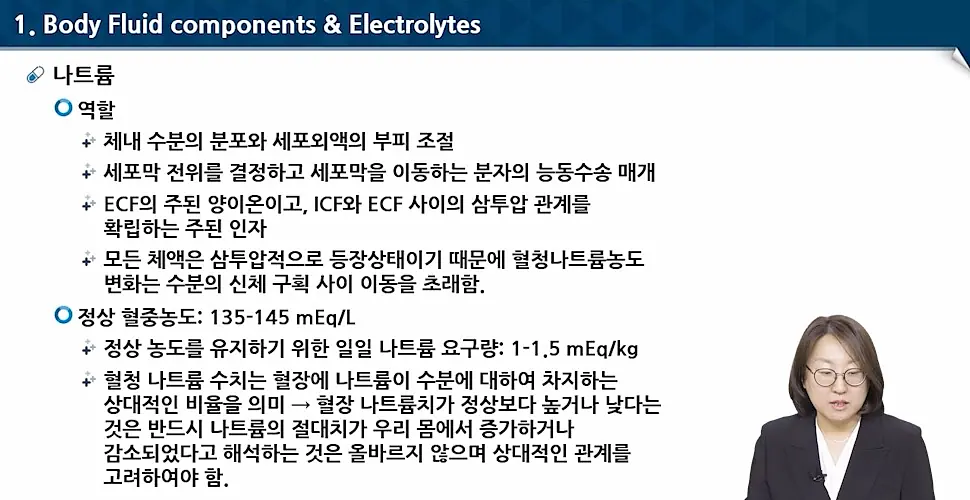 1. Body Fluid components & Electrolytes
나트륨
역할
체내 수분의 분포와 세포외액의 부피 조절
세포막 전위를 결정하고 세포막을 이동하는 분자의 능동수송 매개
ECF의 주된 양이온이고, ICF와 ECF 사이의 삼투압 관계를
확립하는 주된 인자
모든 체액은 삼투압적으로 등장상태이기 때문에 혈청나트륨농도
변화는 수분의 신체 구획 사이 이동을 초래함.
정상 혈중농도: 135-145 mEq/L
정상 농도를 유지하기 위한 일일 나트륨 요구량: 1-1.5 mEq/kg
혈청 나트륨 수치는 혈장에 나트륨이 수분에 대하여 차지하는
상대적인 비율을 의미 → 혈장 나트륨치가 정상보다 높거나 낮다는
것은 반드시 나트륨의 절대치가 우리 몸에서 증가하거나
감소되었다고 해석하는 것은 올바르지 않으며 상대적인 관계를
고려하여야 함.